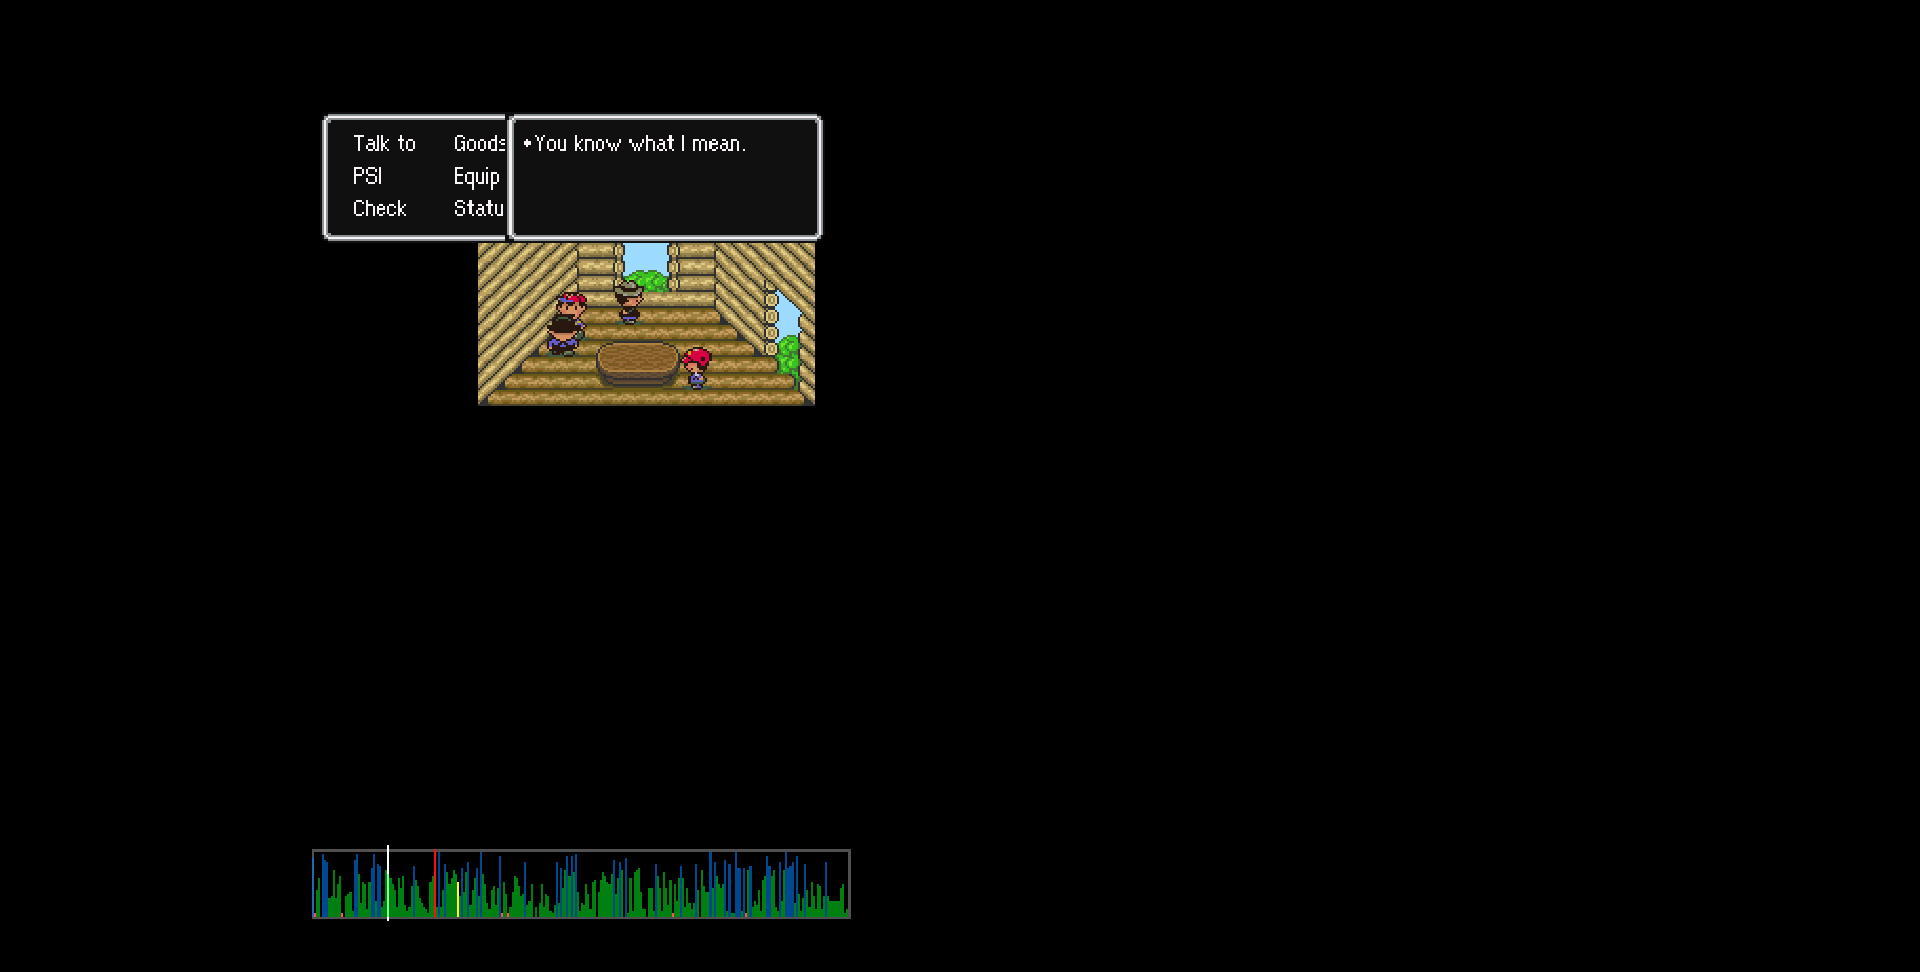 Talk to Goods
PSI Equip
Check Statu
•You know what I mean.